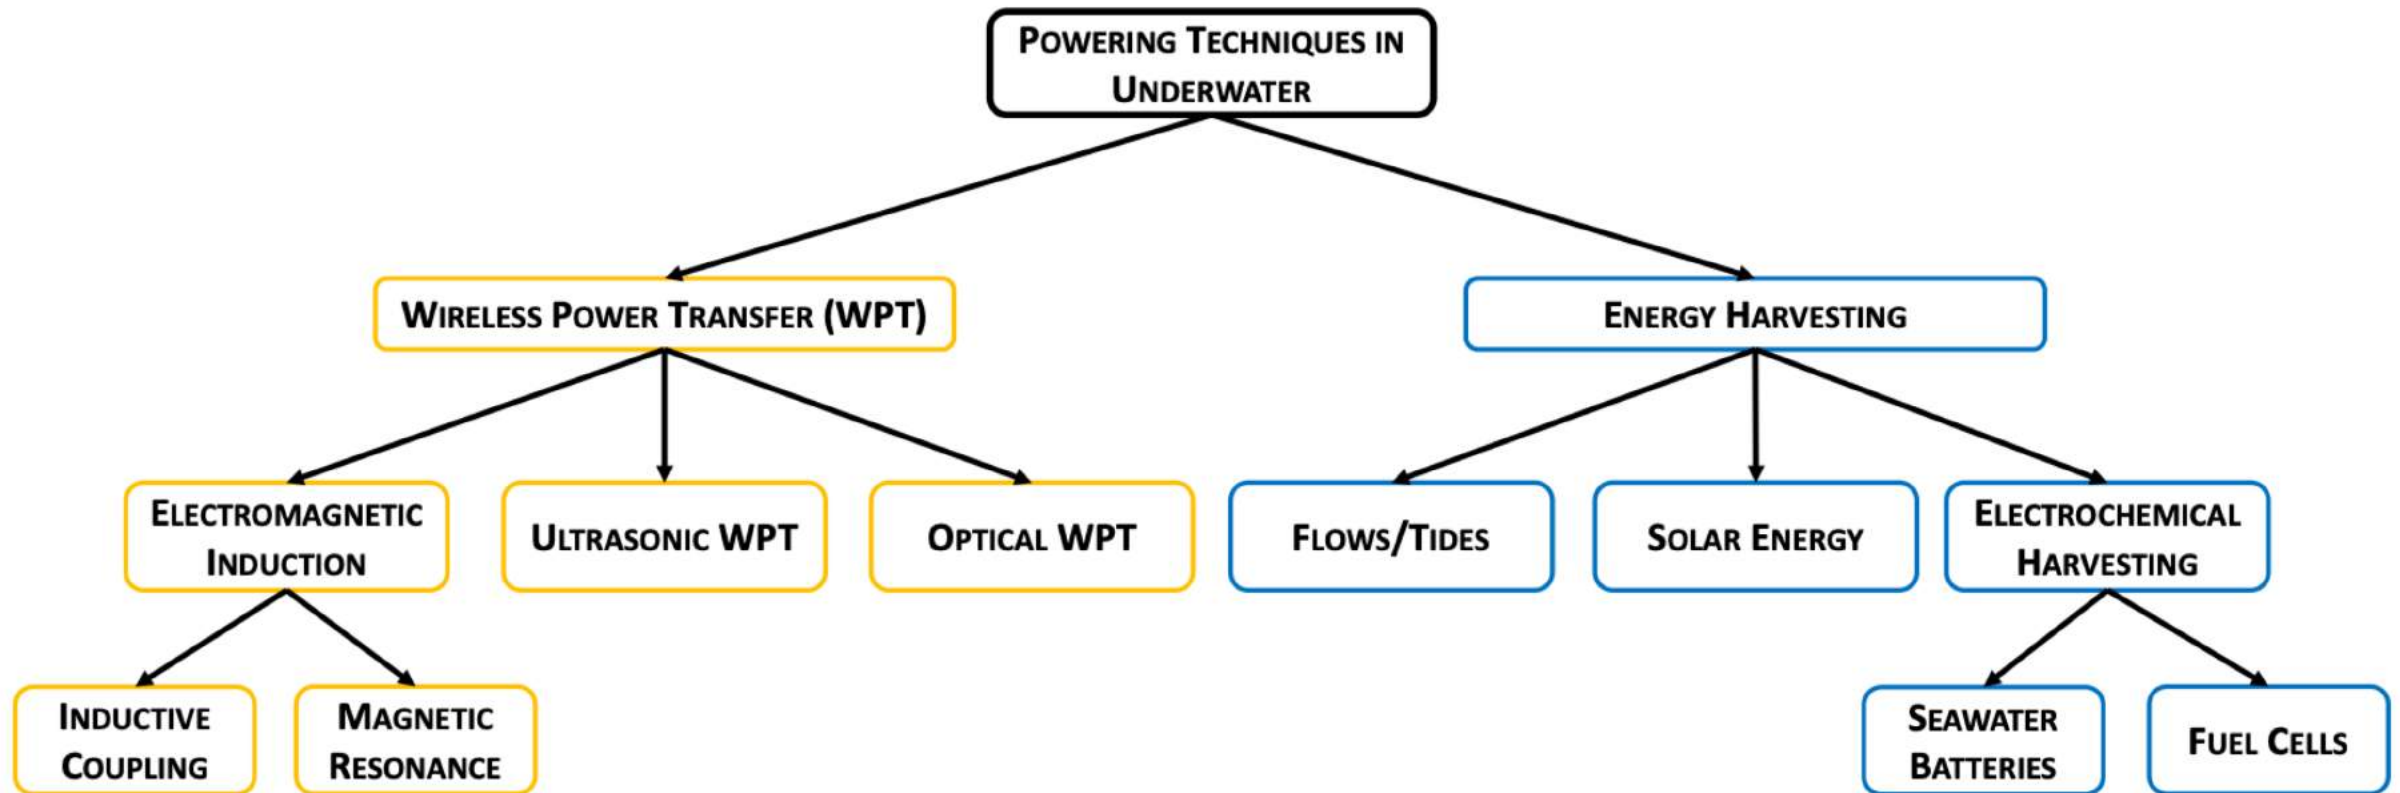 POWERING TECHNIQUES IN
UNDERWATER
WIRELESS POWER TRANSFER (WPT)
ENERGY HARVESTING
ELECTROMAGNETIC
INDUCTION
ULTRASONIC WPT
OPTICAL WPT
FLOWS/TIDES
SOLAR ENERGY
ELECTROCHEMICAL
HARVESTING
INDUCTIVE
COUPLING
MAGNETIC
RESONANCE
SEAWATER
BATTERIES
FUEL CELLS